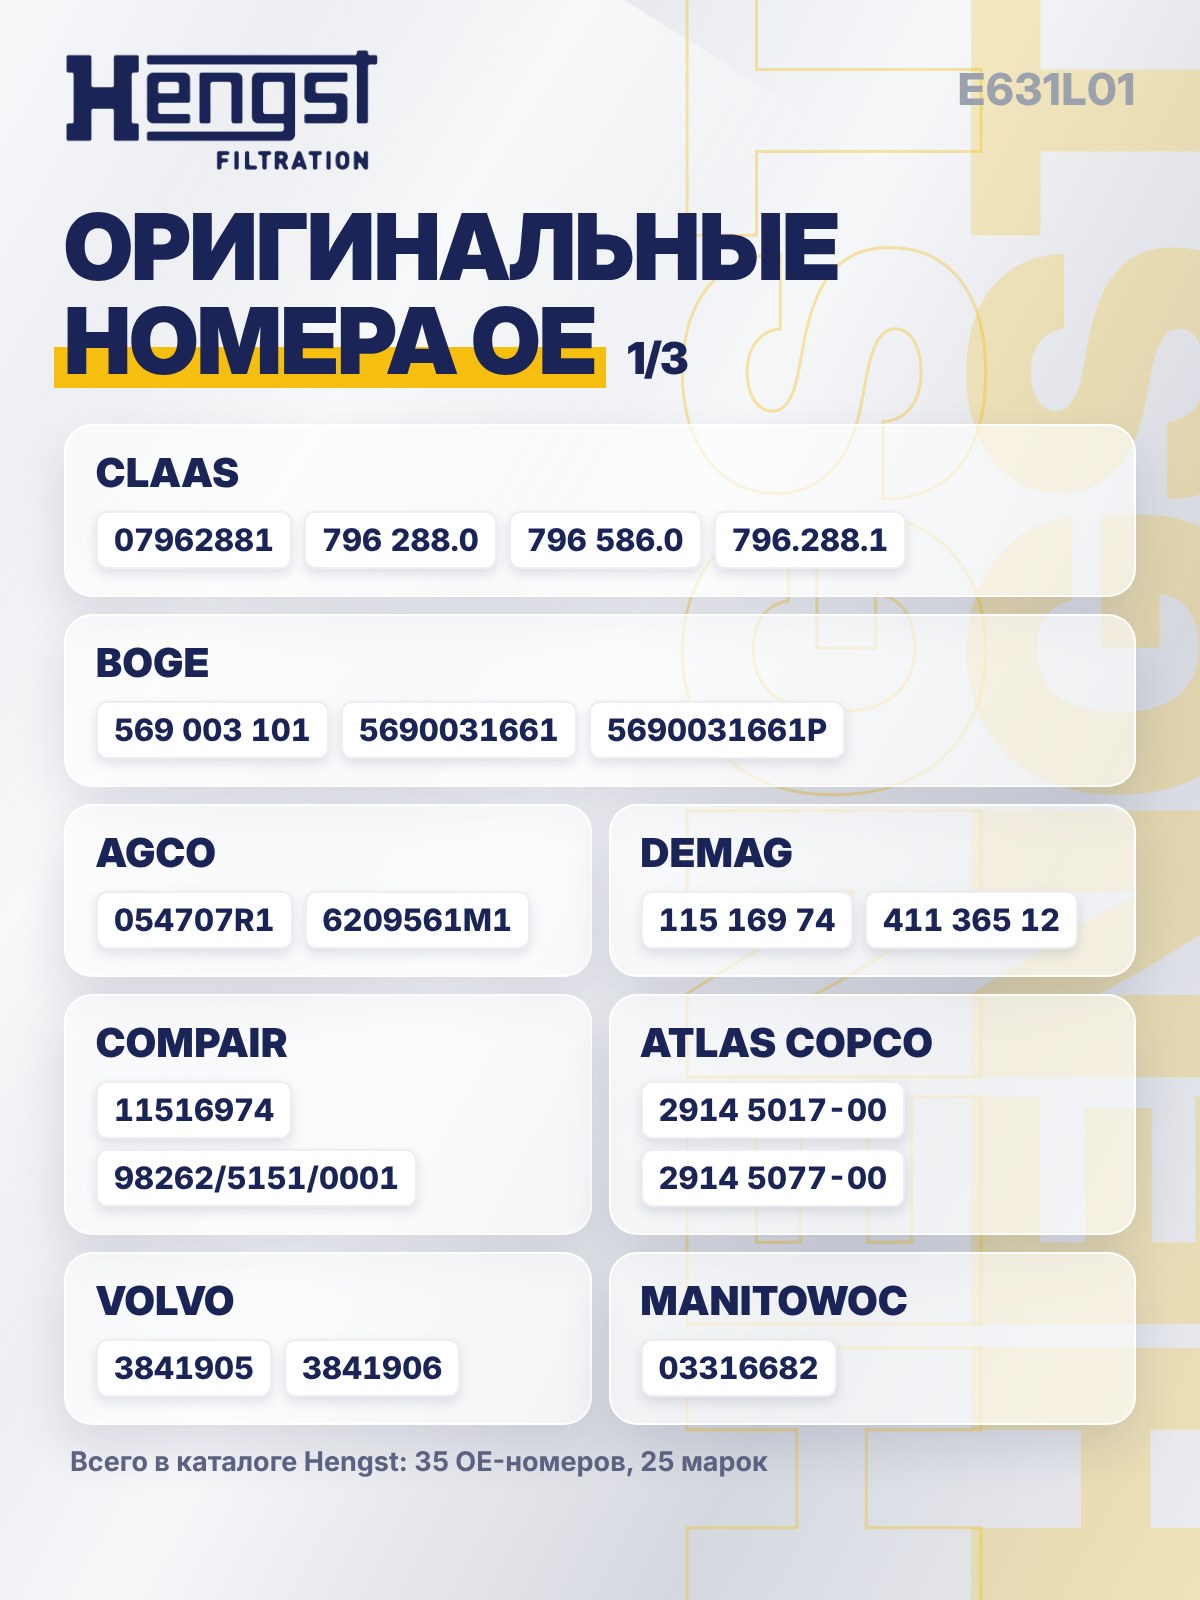 Hengst
FILTRATION
E631L01
ОРИГИНАЛЬНЫЕ
НОМЕРА OE 1/3
CLAAS
07962881 796 288.0 796 586.0 796.288.1
BOGE
569 003 101 5690031661 5690031661P
AGCO
054707R1 6209561M1
DEMAG
115 169 74 411 365 12
COMPAIR
11516974
98262/5151/0001
ATLAS COPCO
2914 5017-00
2914 5077-00
VOLVO
3841905 3841906
MANITOWOC
03316682
Всего в каталоге Hengst: 35 OE-номеров, 25 марок
HENGST